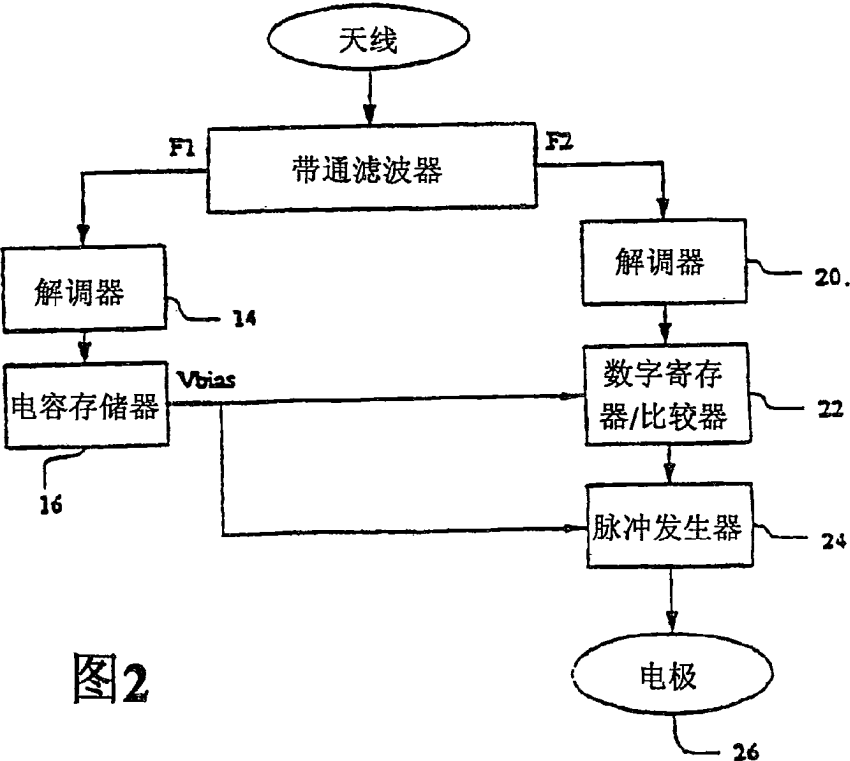 天线
F1
F2
带通滤波器
解调器
14
解调器
20.
电容存储器
16
Vbias
数字寄存
器/比较器
22
脉冲发生器
24
电极
26
图2